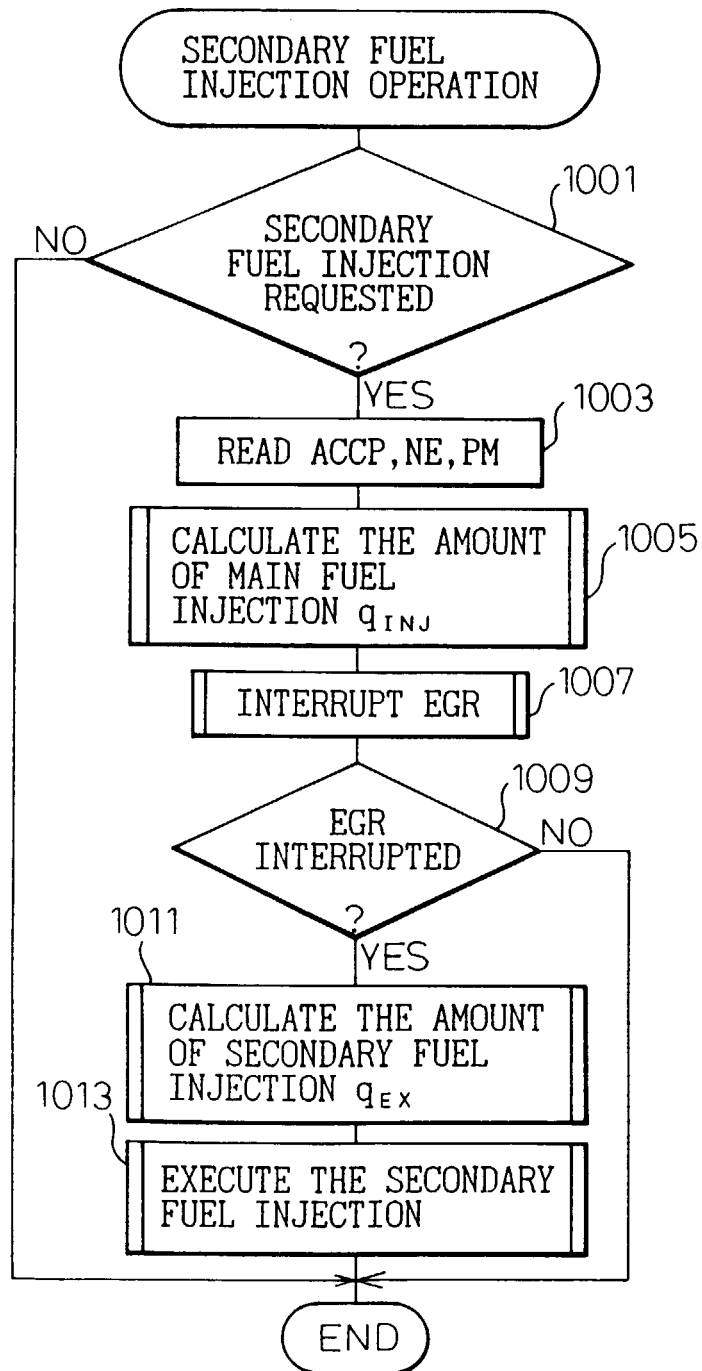 SECONDARY FUEL
INJECTION OPERATION
1001
NO
SECONDARY
FUEL INJECTION
REQUESTED
?
YES
1003
READ ACCP,NE,PM
1005
CALCULATE THE AMOUNT
OF MAIN FUEL
INJECTION qINJ
1007
INTERRUPT EGR
1009
EGR
INTERRUPTED
NO
?
YES
1011
CALCULATE THE AMOUNT
OF SECONDARY FUEL
INJECTION qEX
1013
EXECUTE THE SECONDARY
FUEL INJECTION
END